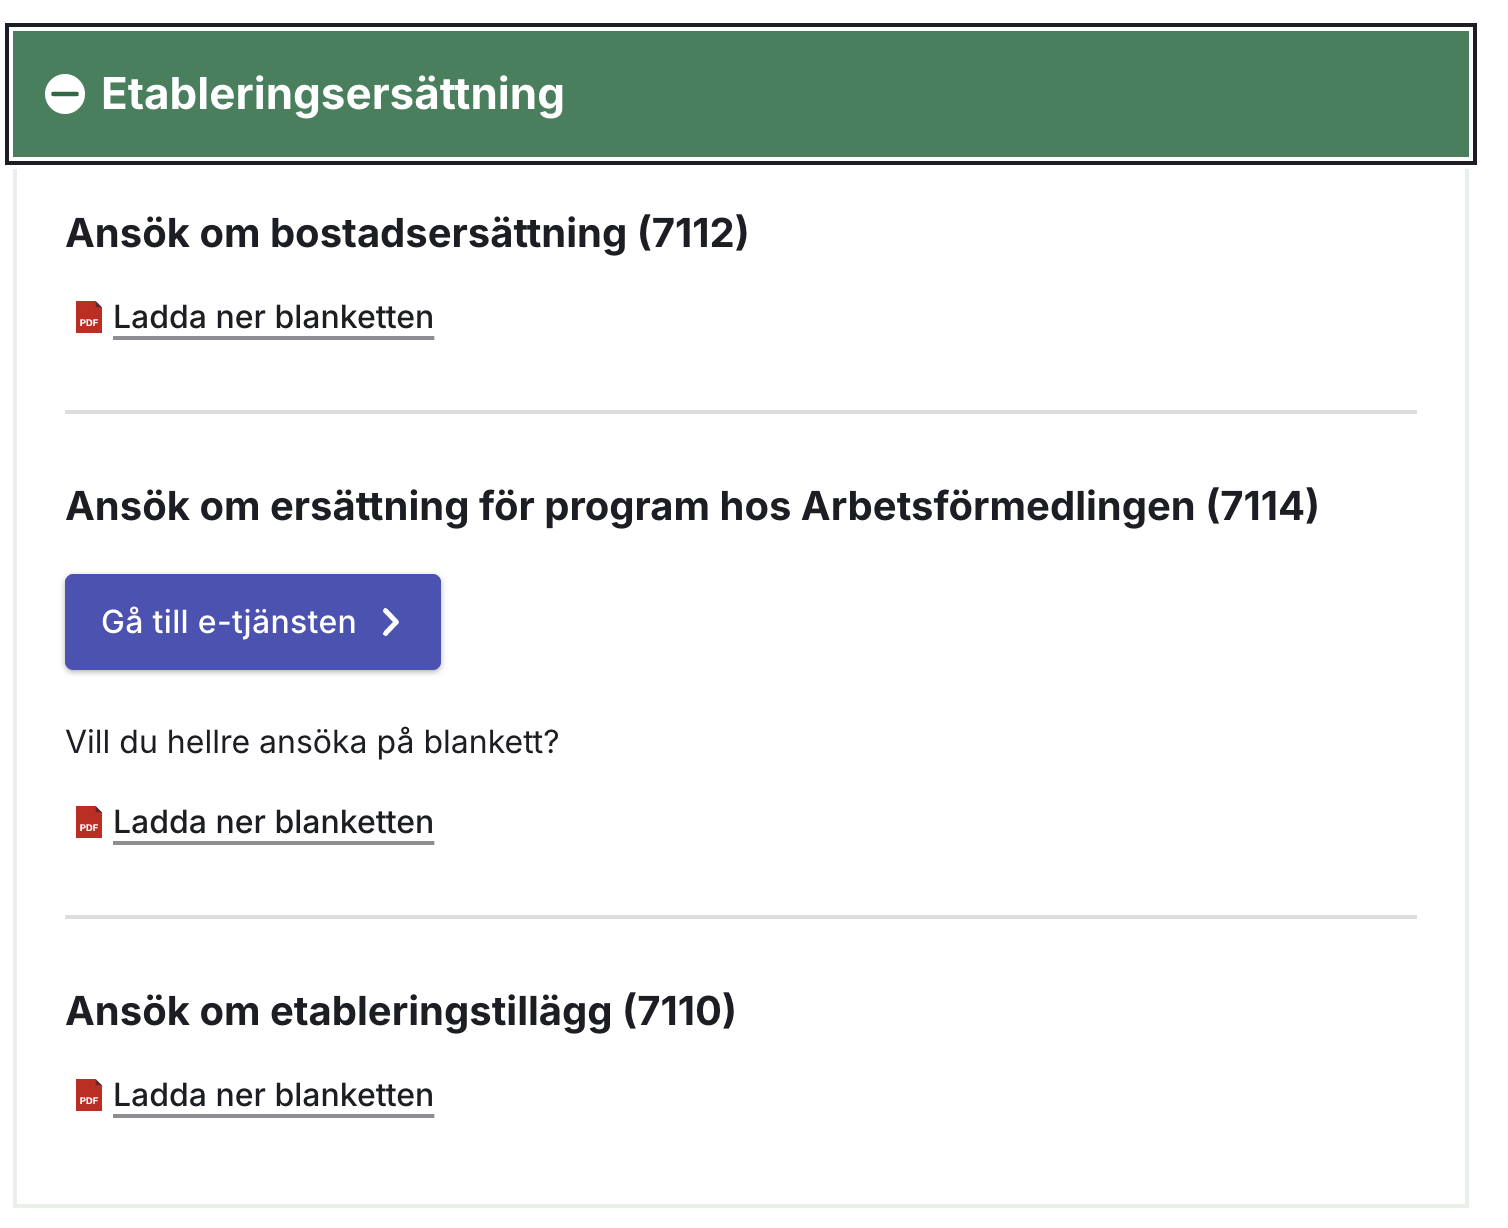 Etableringsersättning
Ansök om bostadsersättning (7112)
PDF Ladda ner blanketten
Ansök om ersättning för program hos Arbetsförmedlingen (7114)
Gå till e-tjänsten
Vill du hellre ansöka på blankett?
PDF Ladda ner blanketten
Ansök om etableringstillägg (7110)
PDF Ladda ner blanketten